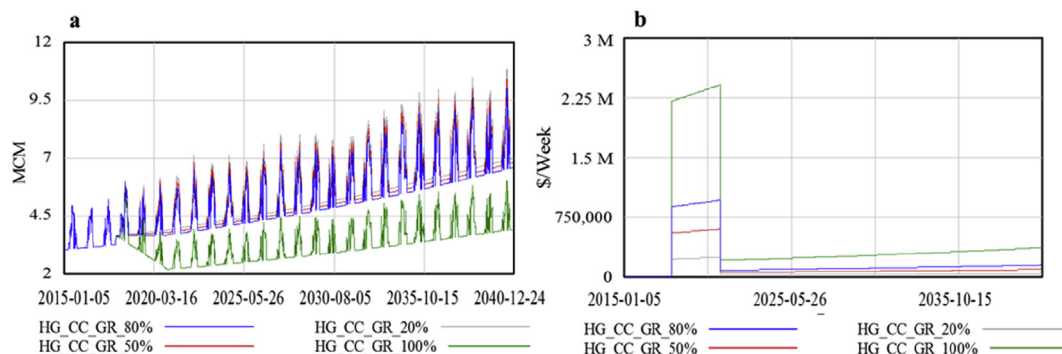 a
12
9.5
7
4.5
2
MCM
2015-01-05 2020-03-16 2025-05-26 2030-08-05 2035-10-15 2040-12-24
HG_CC_GR_80% HG_CC_GR_20%
HG_CC_GR_50% HG_CC_GR_100%
b
3 M
2.25 M
1.5 M
750,000
0
$/Week
2015-01-05 2025-05-26 2035-10-15
HG_CC_GR_80% HG_CC_GR_20%
HG_CC_GR_50% HG_CC_GR_100%